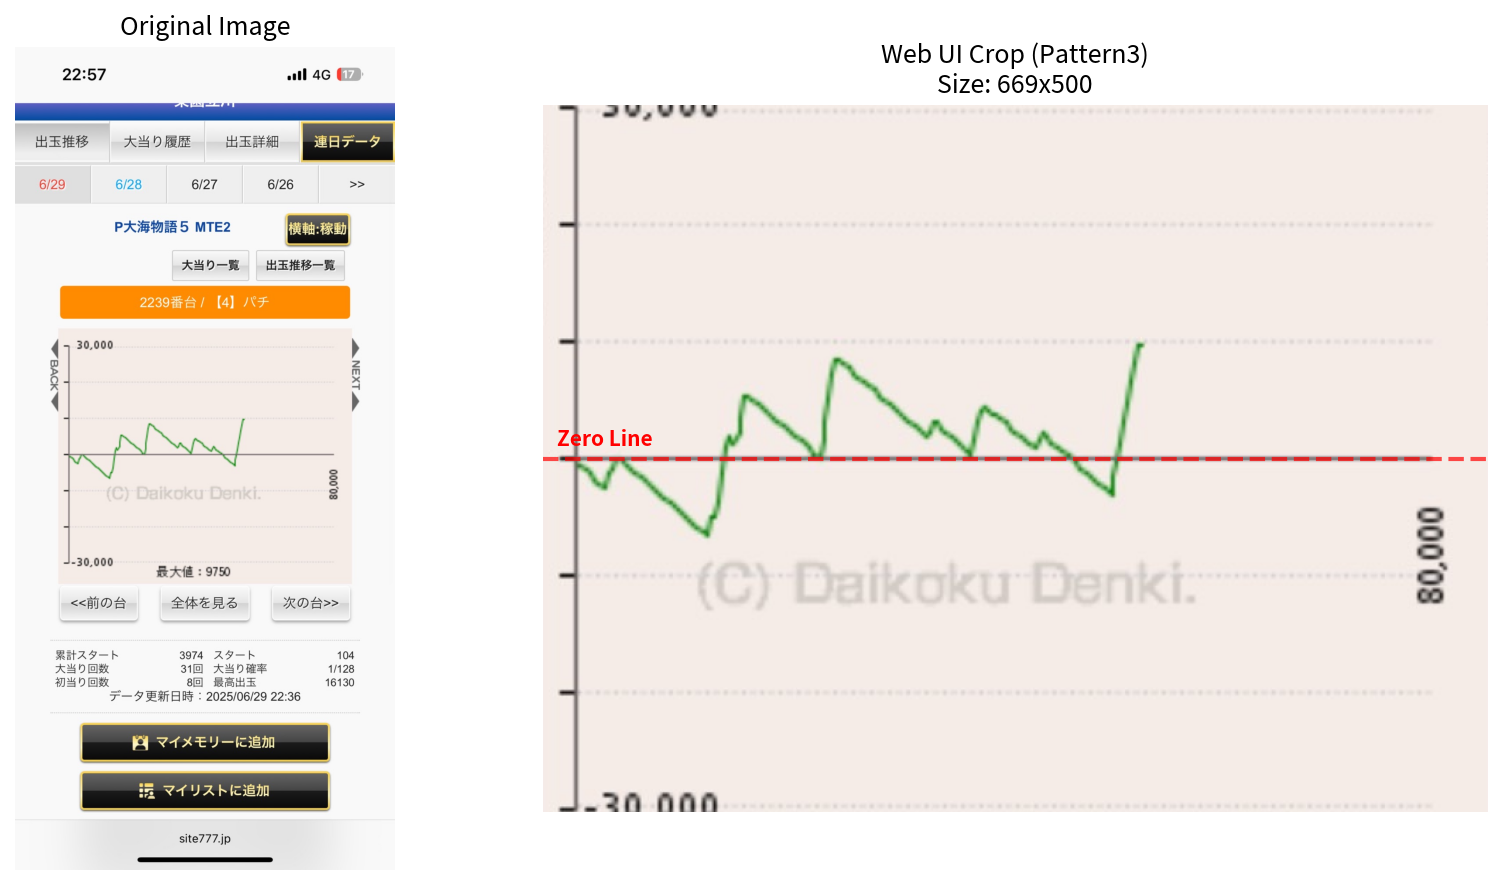 Original Image
22:57
4G
17
出玉推移
大当り履歴
出玉詳細
連日データ
6/29
6/28
6/27
6/26
>>
P大海物語5 MTE2
横軸:稼動
大当り一覧
出玉推移一覧
2239番台 / 【4】パチ
BACK
NEXT
30,000
80,000
(C) Daikoku Denki.
-30,000
最大値：9750
<<前の台
全体を見る
次の台>>
累計スタート 3974 スタート 104
大当り回数 31回 大当り確率 1/128
初当り回数 8回 最高出玉 16130
データ更新日時：2025/06/29 22:36
マイメモリーに追加
マイリストに追加
site777.jp
Web UI Crop (Pattern3)
Size: 669x500
30,000
Zero Line
80,000
(C) Daikoku Denki.
-30,000